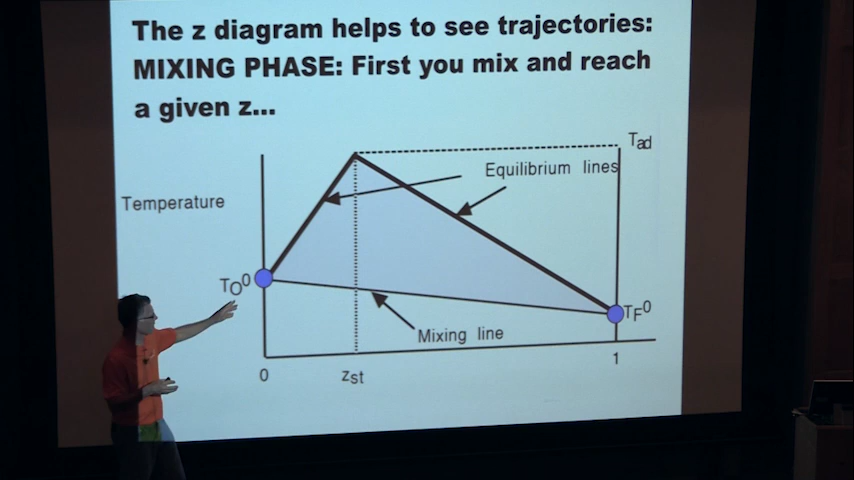 The z diagram helps to see trajectories:
MIXING PHASE: First you mix and reach
a given z...
Tad
Equilibrium lines
Temperature
TO0
TF0
Mixing line
0
zst
1